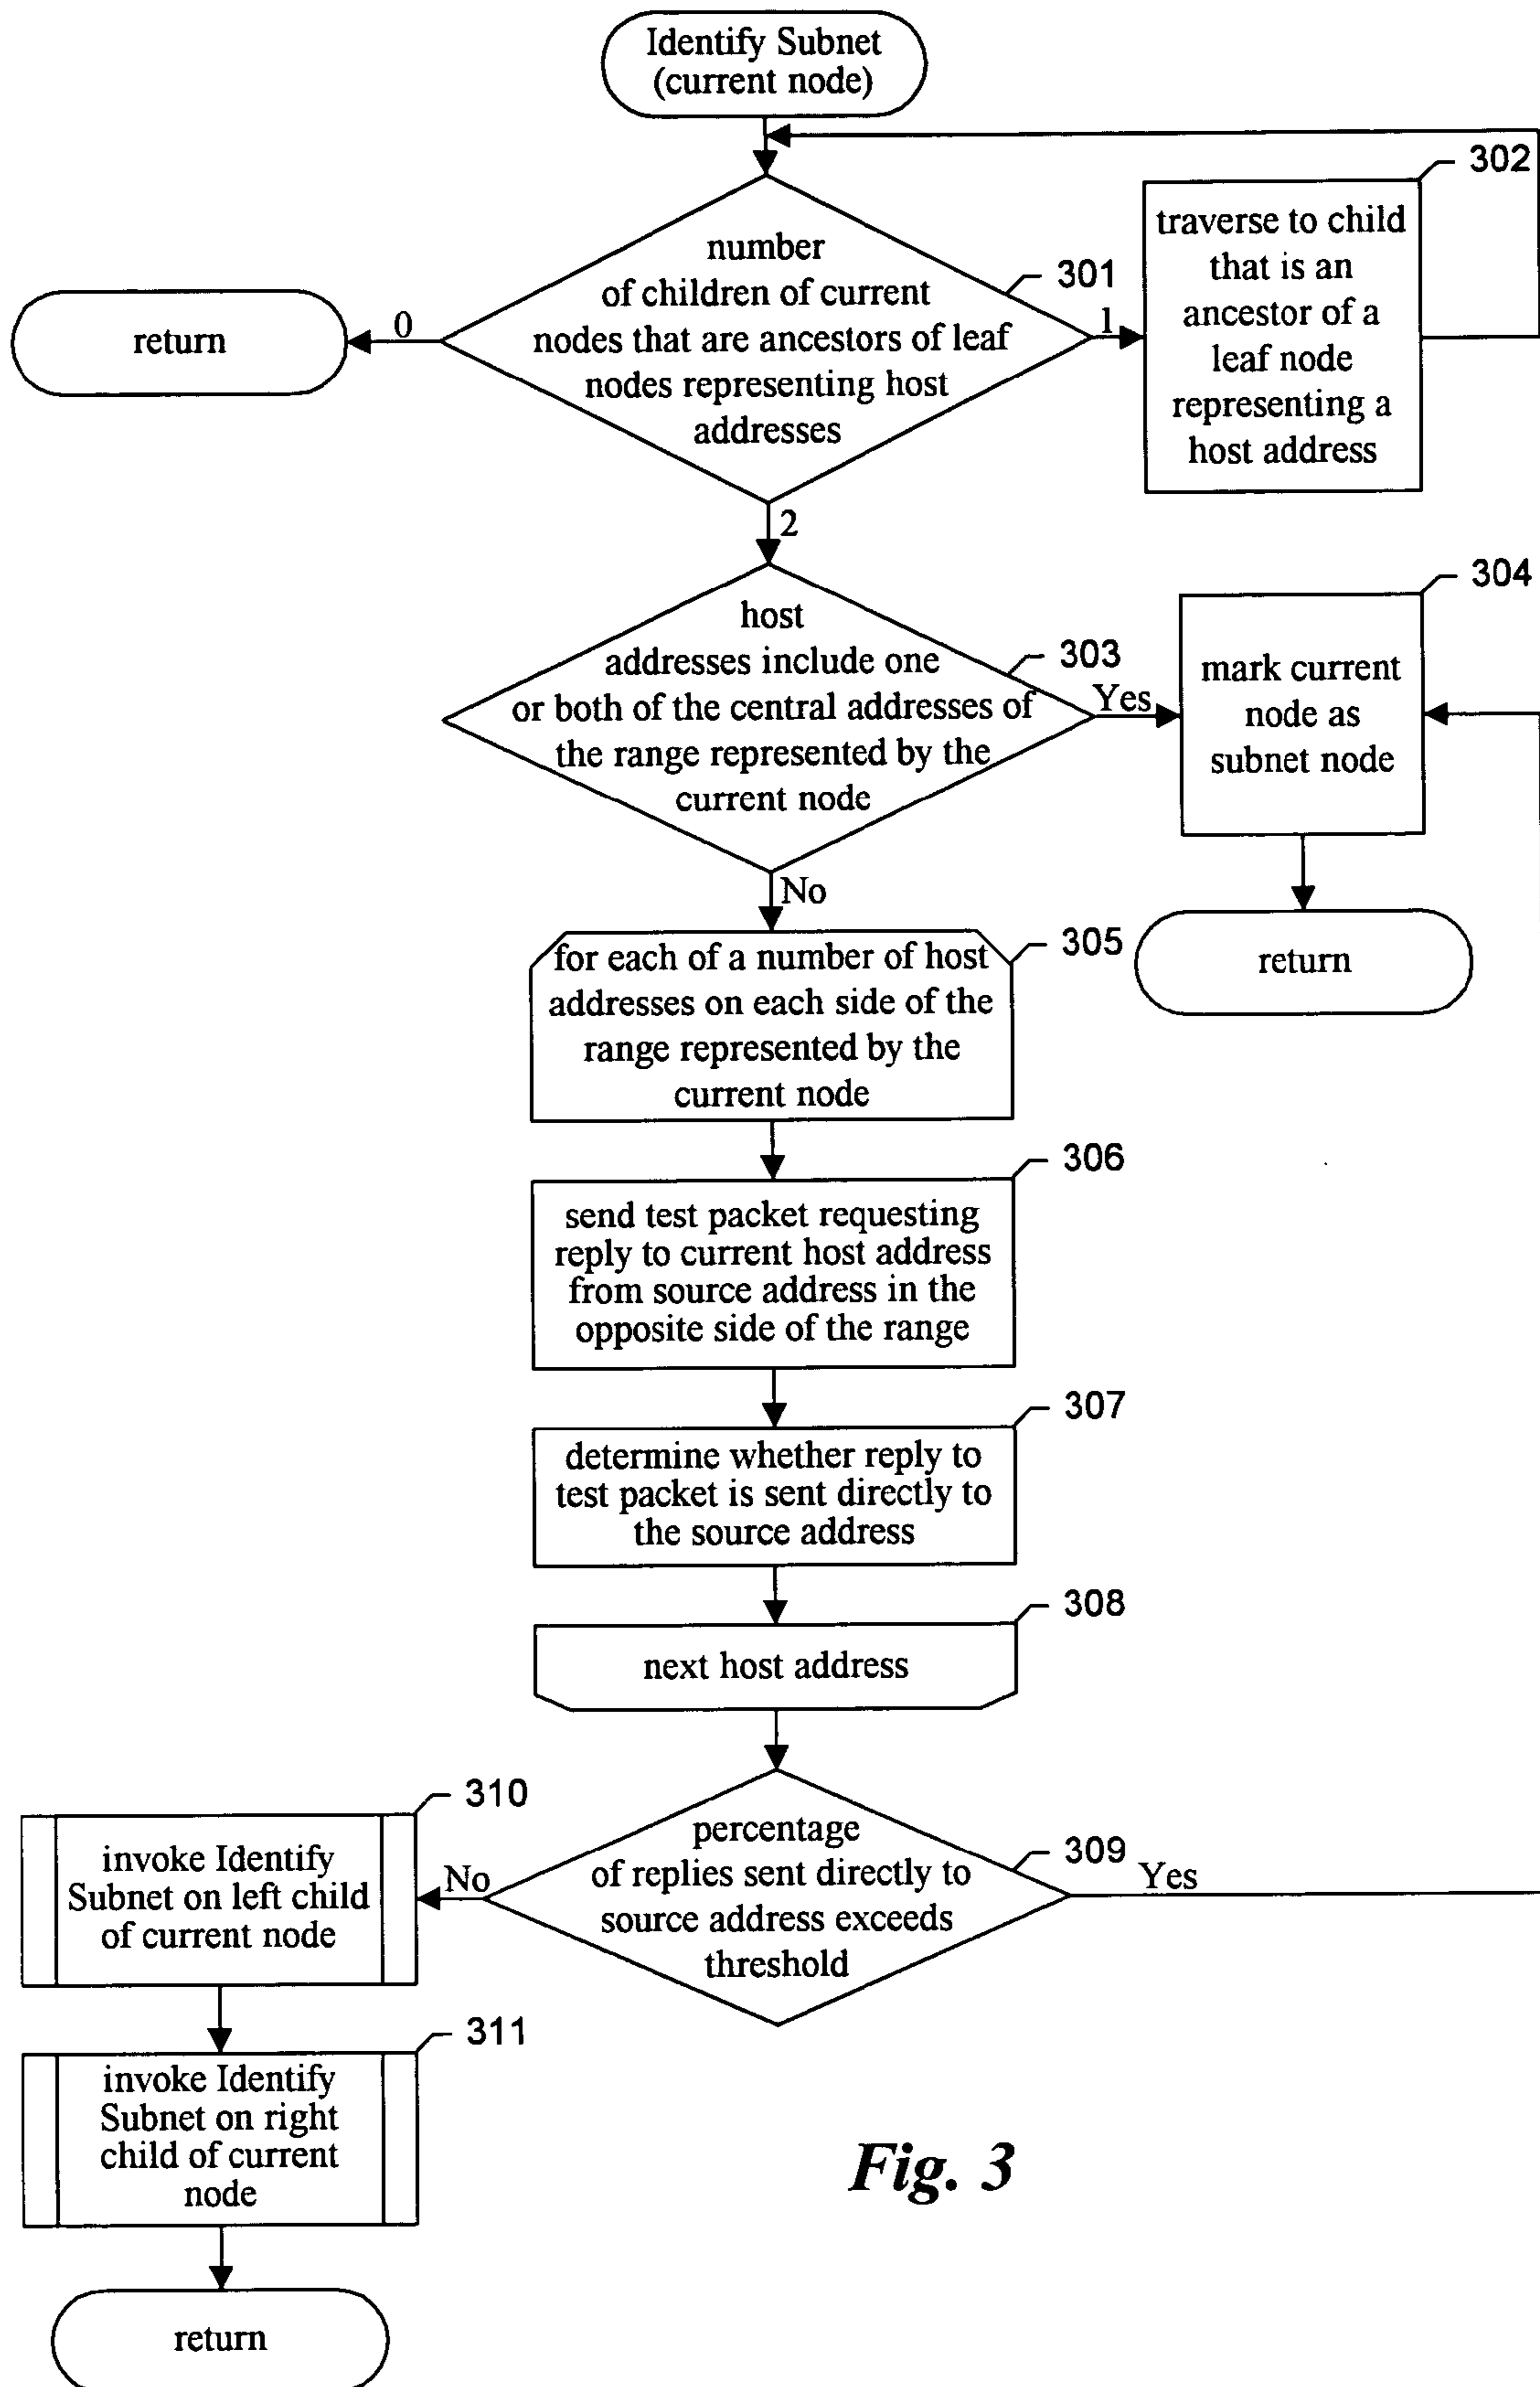 Identify Subnet
(current node)
302
traverse to child
that is an
ancestor of a
leaf node
representing a
host address
301
number
of children of current
nodes that are ancestors of leaf
nodes representing host
addresses
0
1
return
2
304
host
addresses include one
or both of the central addresses of
the range represented by the
current node
303
Yes
mark current
node as
subnet node
No
return
for each of a number of host
addresses on each side of the
range represented by the
current node
305
306
send test packet requesting
reply to current host address
from source address in the
opposite side of the range
307
determine whether reply to
test packet is sent directly to
the source address
308
next host address
310
percentage
of replies sent directly to
source address exceeds
threshold
309
Yes
No
invoke Identify
Subnet on left child
of current node
311
invoke Identify
Subnet on right
child of current
node
Fig. 3
return